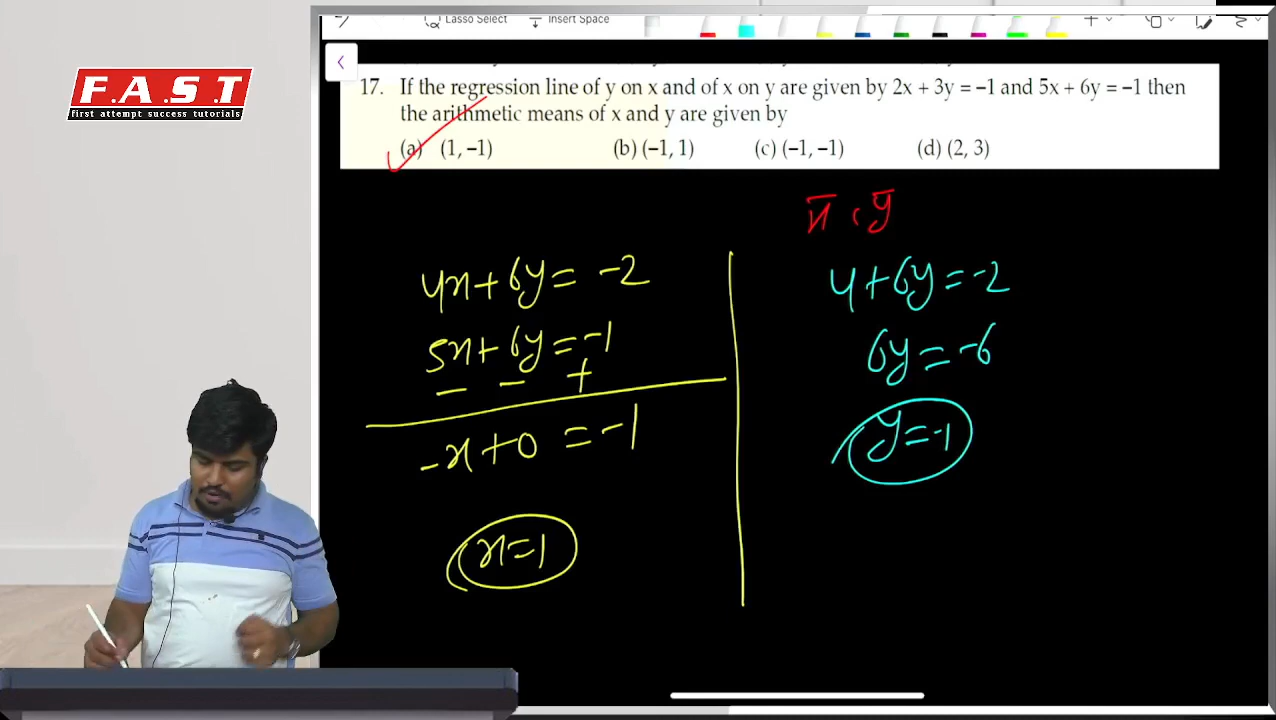 Lasso Select
Insert Space
F.A.S.T
first attempt success tutorials
17. If the regression line of y on x and of x on y are given by 2x + 3y = –1 and 5x + 6y = –1 then
the arithmetic means of x and y are given by
(a) (1, –1) (b) (–1, 1) (c) (–1, –1) (d) (2, 3)
x̄ , ȳ
4x + 6y = -2
5x + 6y = -1
- - +
-x + 0 = -1
x = 1
4 + 6y = -2
6y = -6
y = -1